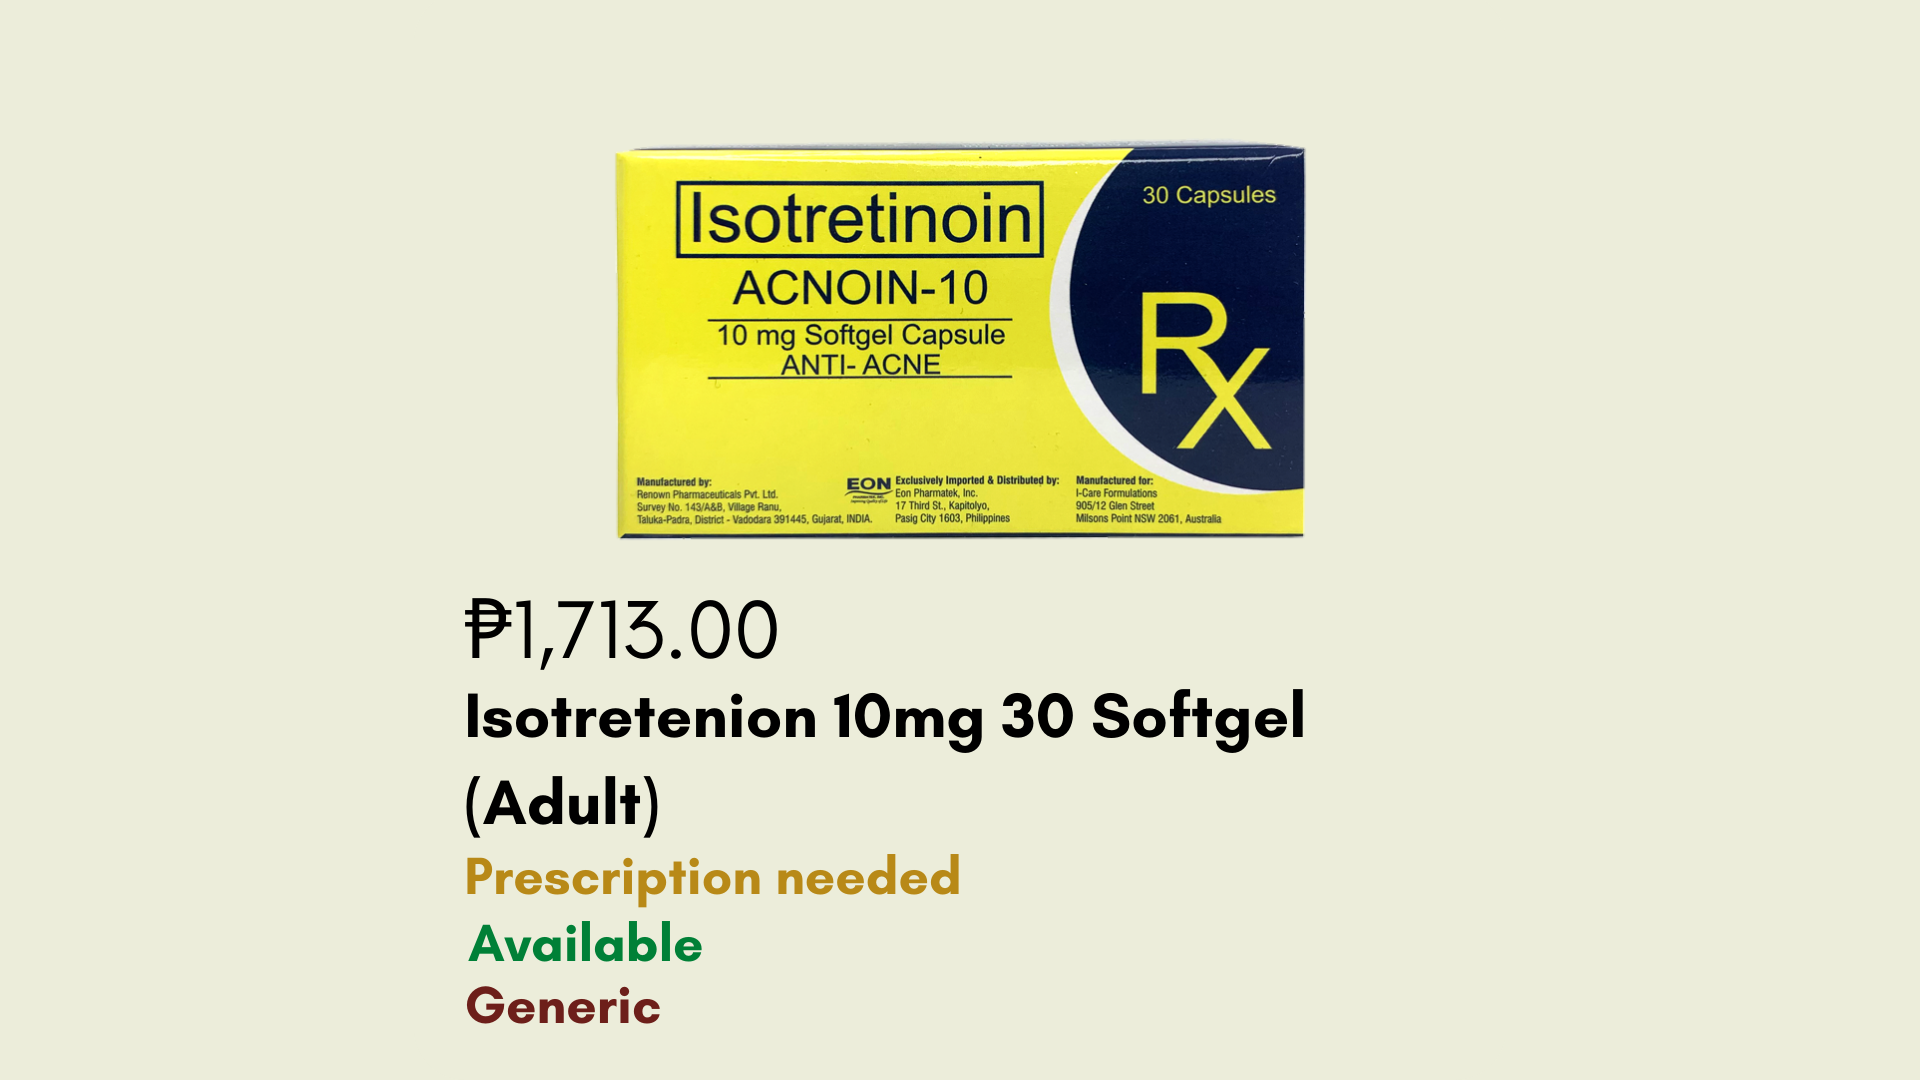 Isotretinoin
ACNOIN-10
10 mg Softgel Capsule
ANTI- ACNE
30 Capsules
Rx
Manufactured by:
Renown Pharmaceuticals Pvt. Ltd.
Survey No. 143/A&B, Village Ranu,
Taluka-Padra, District - Vadodara 391445, Gujarat, INDIA.
EON
Exclusively Imported & Distributed by:
Eon Pharmatek, Inc.
17 Third St., Kapitolyo,
Pasig City 1603, Philippines
Manufactured for:
I-Care Formulations
905/12 Glen Street
Milsons Point NSW 2061, Australia
₱1,713.00
Isotretenion 10mg 30 Softgel
(Adult)
Prescription needed
Available
Generic